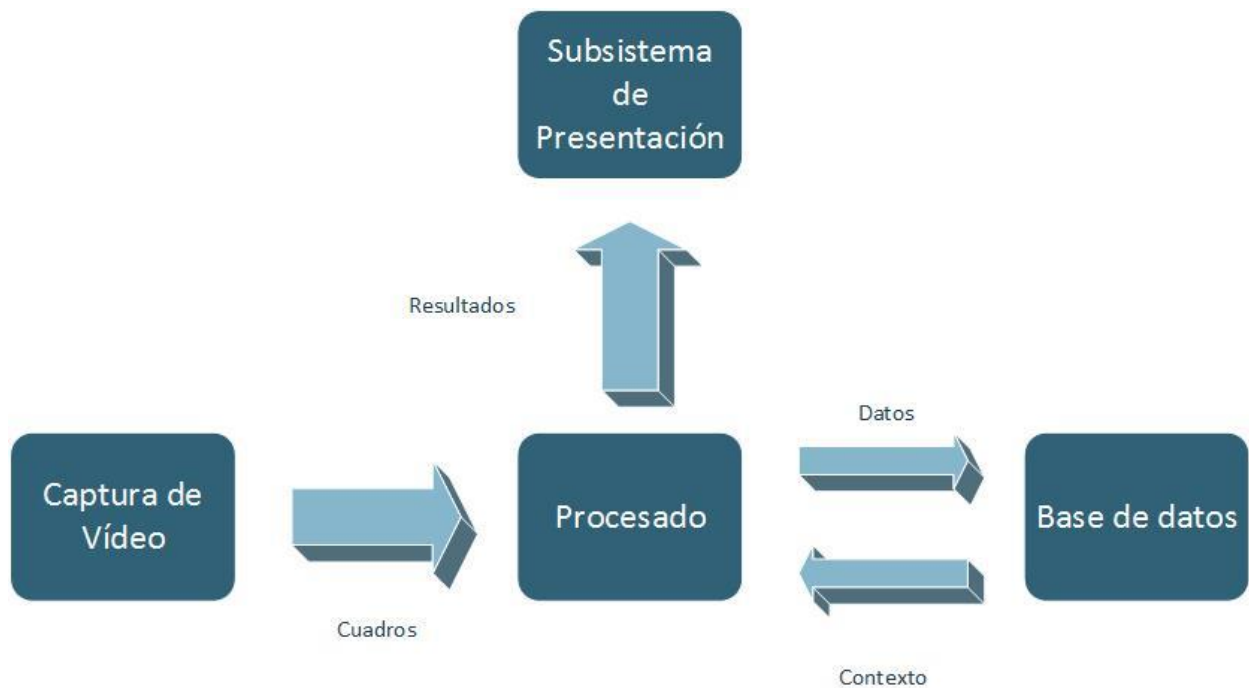 Subsistema
de
Presentación
Resultados
Datos
Captura de
Vídeo
Procesado
Base de datos
Cuadros
Contexto